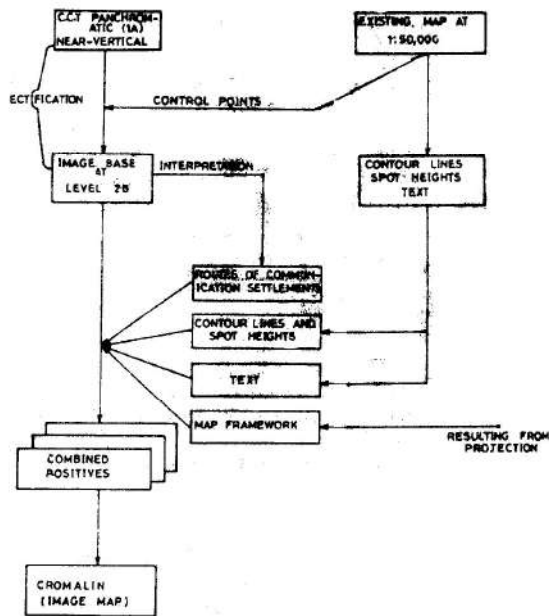 C.C.T PANCHROM-
ATIC (1A)
NEAR-VERTICAL
EXISTING, MAP AT
1:50,000
ECTIFICATION
CONTROL POINTS
IMAGE BASE
AT
LEVEL 2B
INTERPRETATION
CONTOUR LINES
SPOT HEIGHTS
TEXT
ROUTES OF COMMUN-
ICATION SETTLEMENTS
CONTOUR LINES AND
SPOT HEIGHTS
TEXT
MAP FRAMEWORK
RESULTING FROM
PROJECTION
COMBINED
POSITIVES
CROMALIN
(IMAGE MAP)